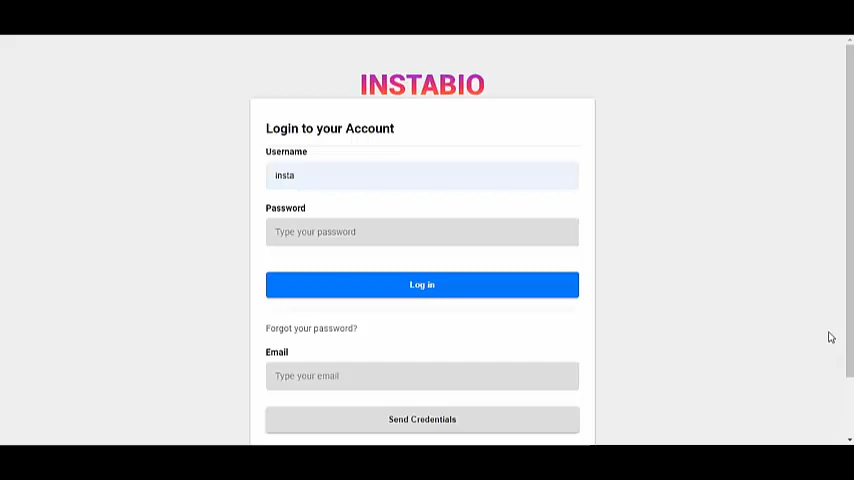 INSTABIO
Login to your Account
Username
insta
Password
Type your password
Log in
Forgot your password?
Email
Type your email
Send Credentials